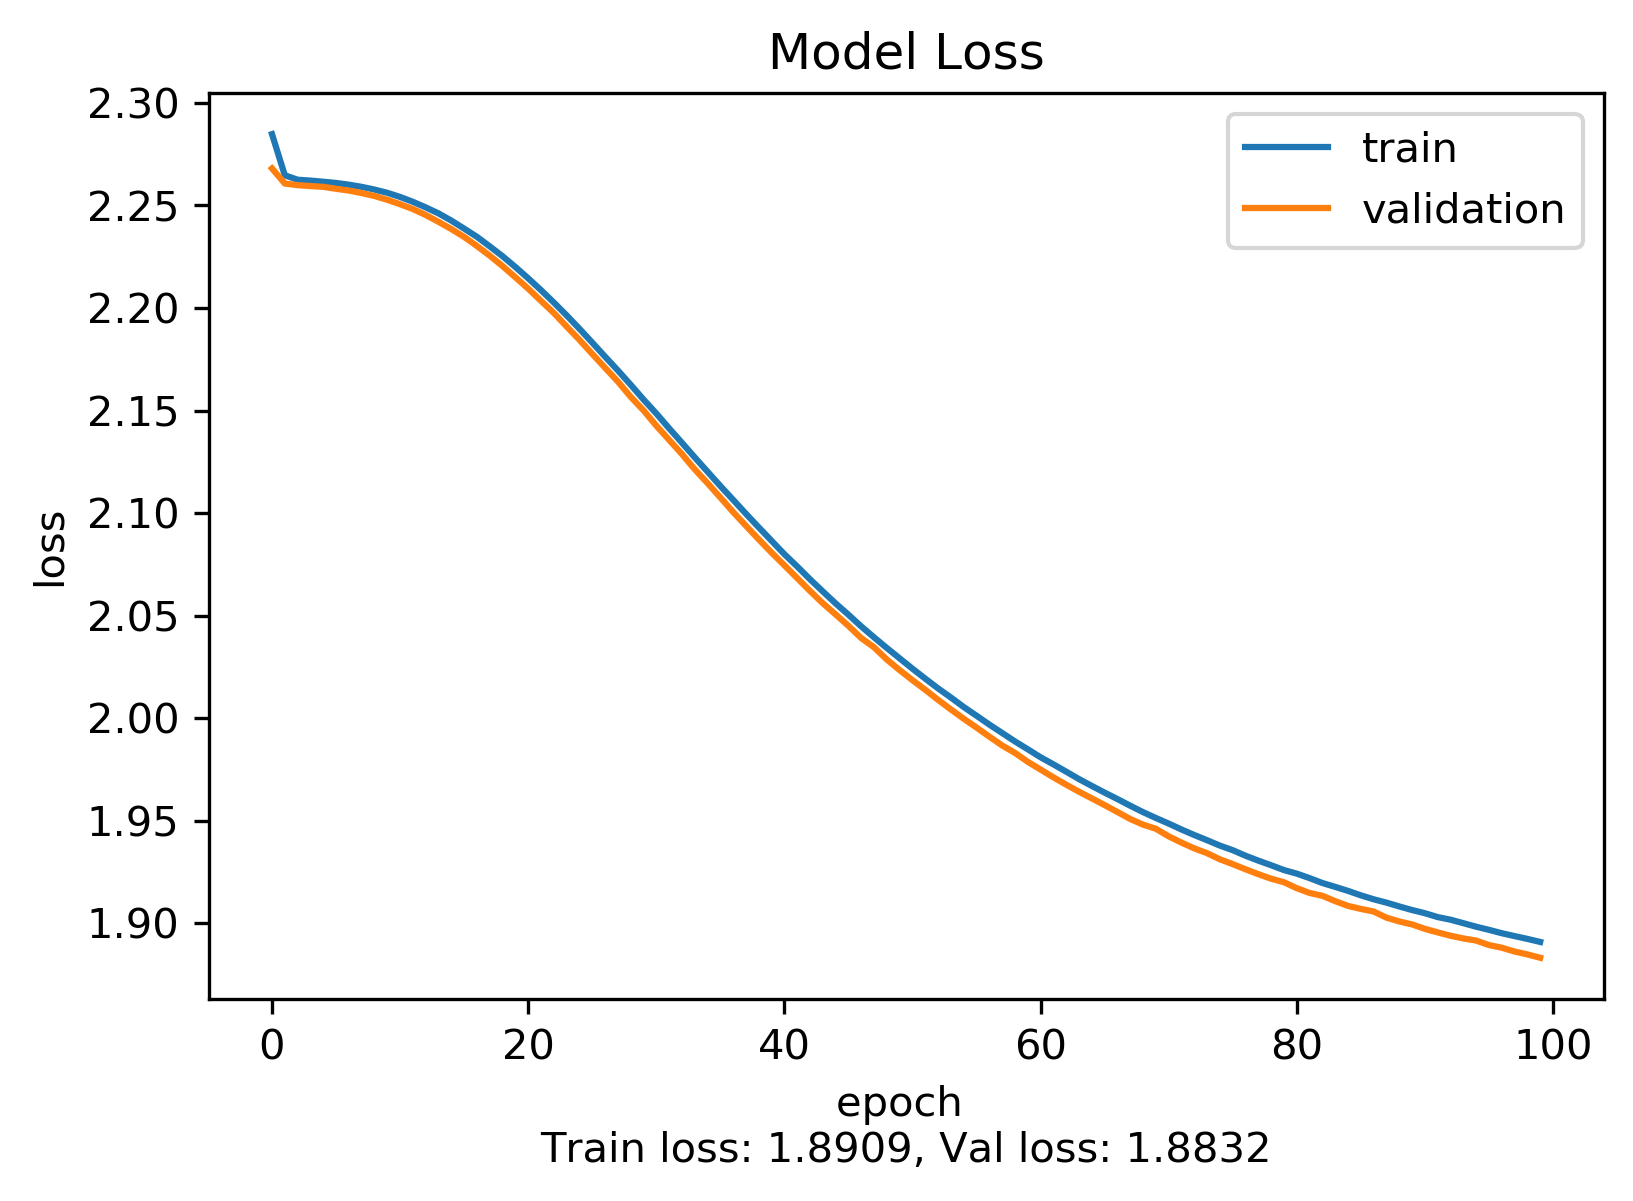 Model Loss
2.30
2.25
2.20
2.15
2.10
2.05
2.00
1.95
1.90
loss
train
validation
0 20 40 60 80 100
epoch
Train loss: 1.8909, Val loss: 1.8832